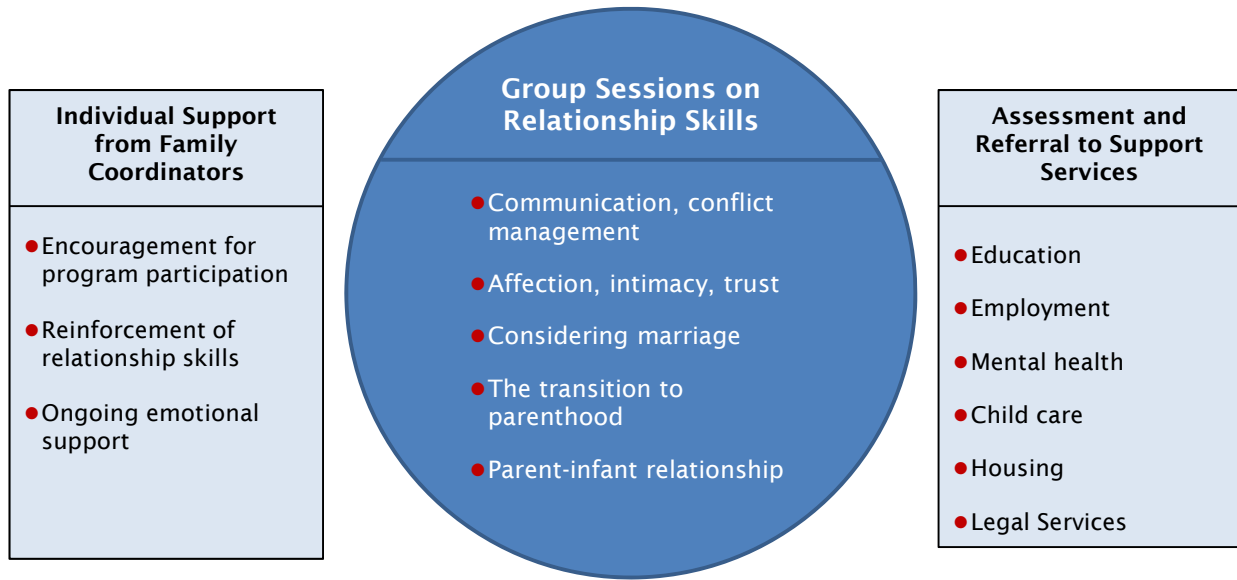 Individual Support
from Family
Coordinators
● Encouragement for
program participation
● Reinforcement of
relationship skills
● Ongoing emotional
support
Group Sessions on
Relationship Skills
● Communication, conflict
management
● Affection, intimacy, trust
● Considering marriage
● The transition to
parenthood
● Parent-infant relationship
Assessment and
Referral to Support
Services
● Education
● Employment
● Mental health
● Child care
● Housing
● Legal Services